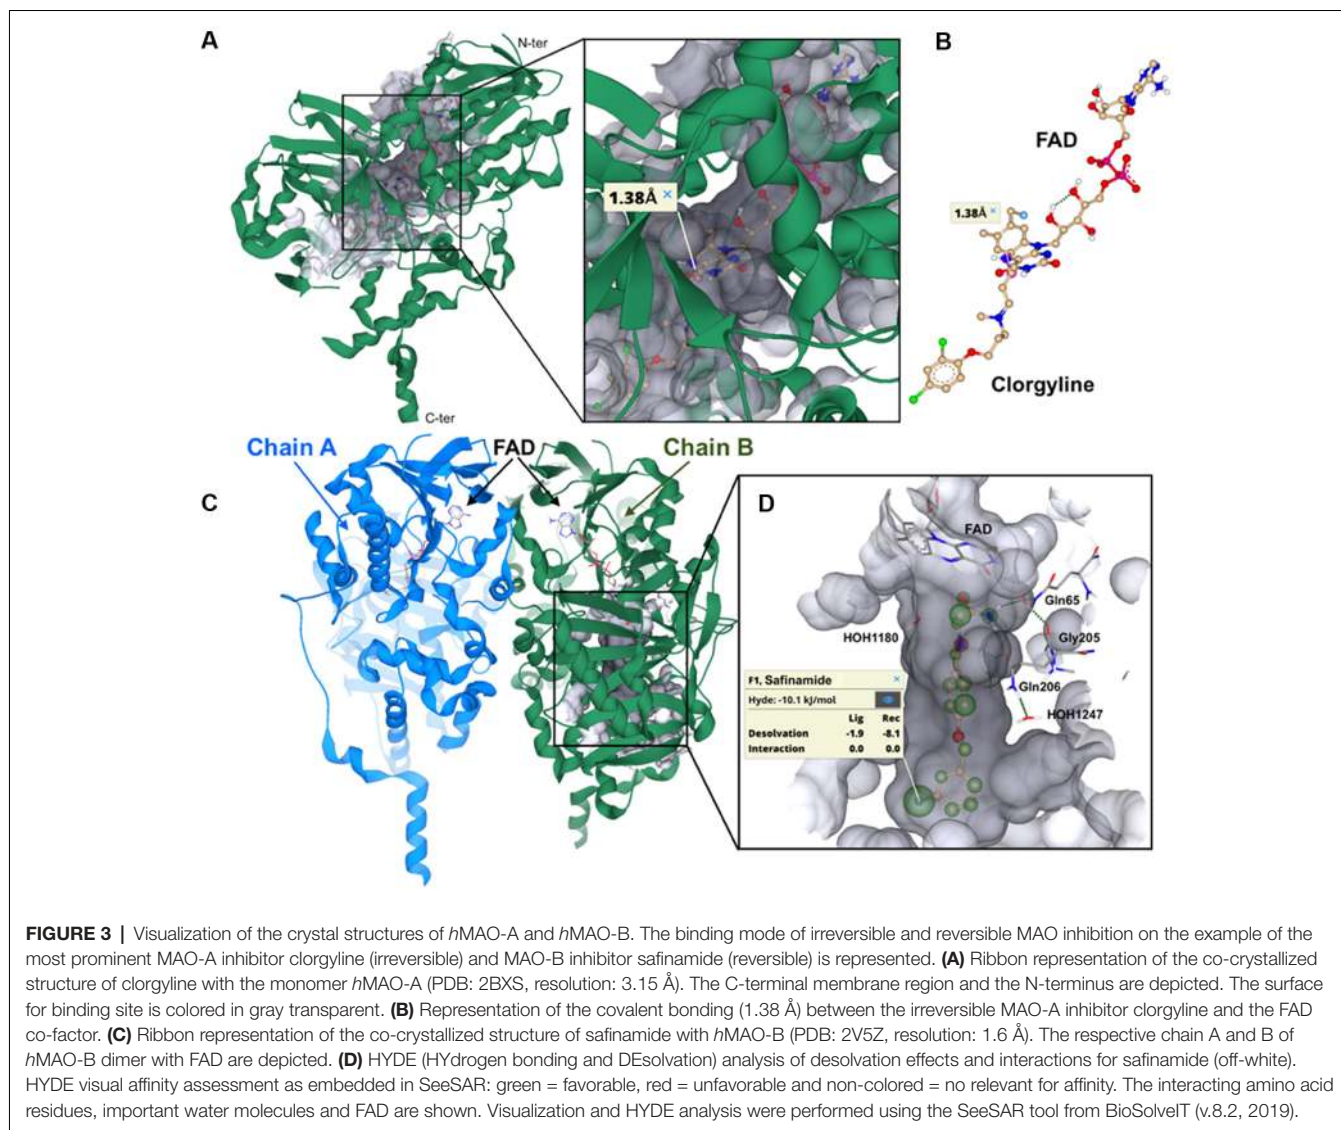 A
N-ter
B
FAD
1.38Å ×
1.38Å ×
Clorgyline
C-ter
Chain A
FAD
Chain B
C
D
FAD
Gln65
HOH1180
Gly205
F1, Safinamide ×
Gln206
Hyde: -10.1 kJ/mol
HOH1247
Lig Rec
Desolvation -1.9 -8.1
Interaction 0.0 0.0
FIGURE 3 | Visualization of the crystal structures of hMAO-A and hMAO-B. The binding mode of irreversible and reversible MAO inhibition on the example of the
most prominent MAO-A inhibitor clorgyline (irreversible) and MAO-B inhibitor safinamide (reversible) is represented. (A) Ribbon representation of the co-crystallized
structure of clorgyline with the monomer hMAO-A (PDB: 2BXS, resolution: 3.15 Å). The C-terminal membrane region and the N-terminus are depicted. The surface
for binding site is colored in gray transparent. (B) Representation of the covalent bonding (1.38 Å) between the irreversible MAO-A inhibitor clorgyline and the FAD
co-factor. (C) Ribbon representation of the co-crystallized structure of safinamide with hMAO-B (PDB: 2V5Z, resolution: 1.6 Å). The respective chain A and B of
hMAO-B dimer with FAD are depicted. (D) HYDE (HYdrogen bonding and DEsolvation) analysis of desolvation effects and interactions for safinamide (off-white).
HYDE visual affinity assessment as embedded in SeeSAR: green = favorable, red = unfavorable and non-colored = no relevant for affinity. The interacting amino acid
residues, important water molecules and FAD are shown. Visualization and HYDE analysis were performed using the SeeSAR tool from BioSolveIT (v.8.2, 2019).